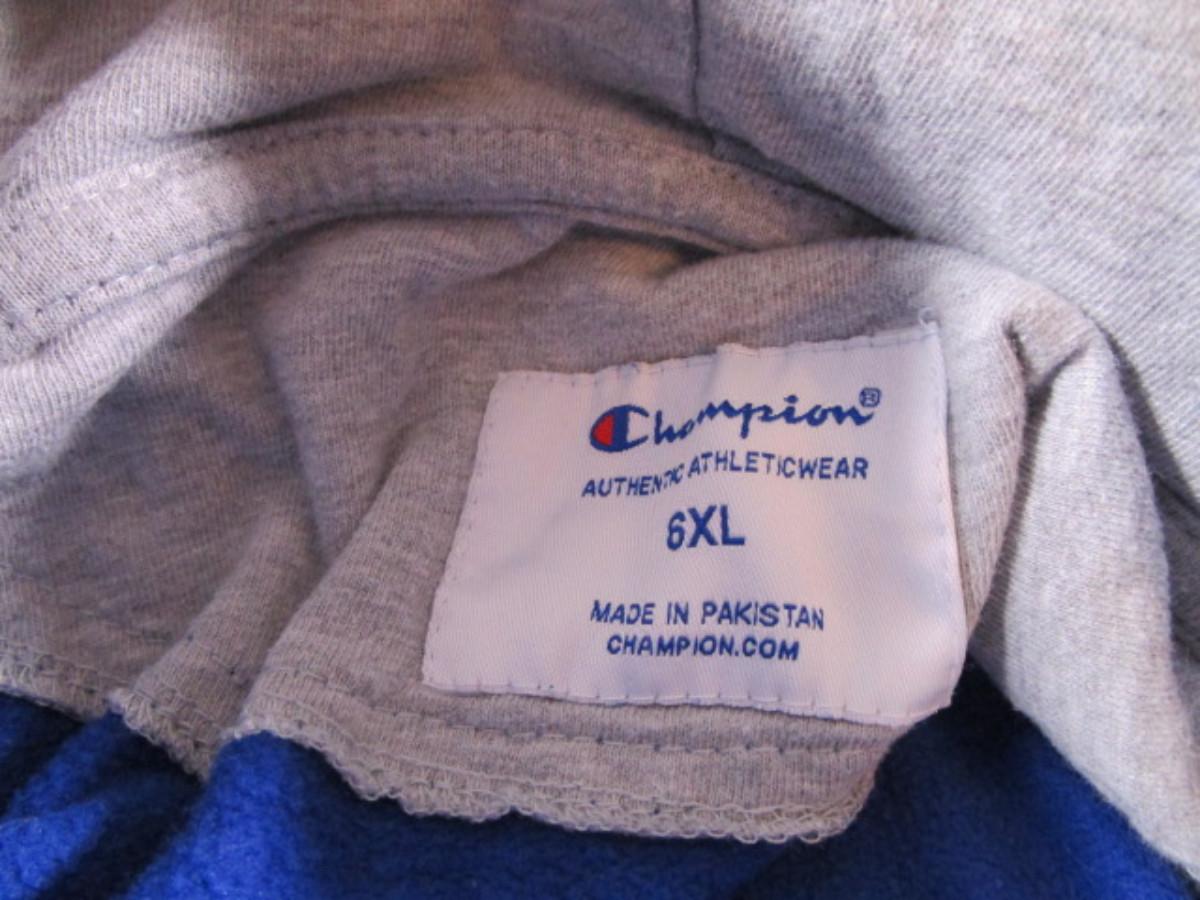 Champion®
AUTHENTIC ATHLETICWEAR
6XL
MADE IN PAKISTAN
CHAMPION.COM